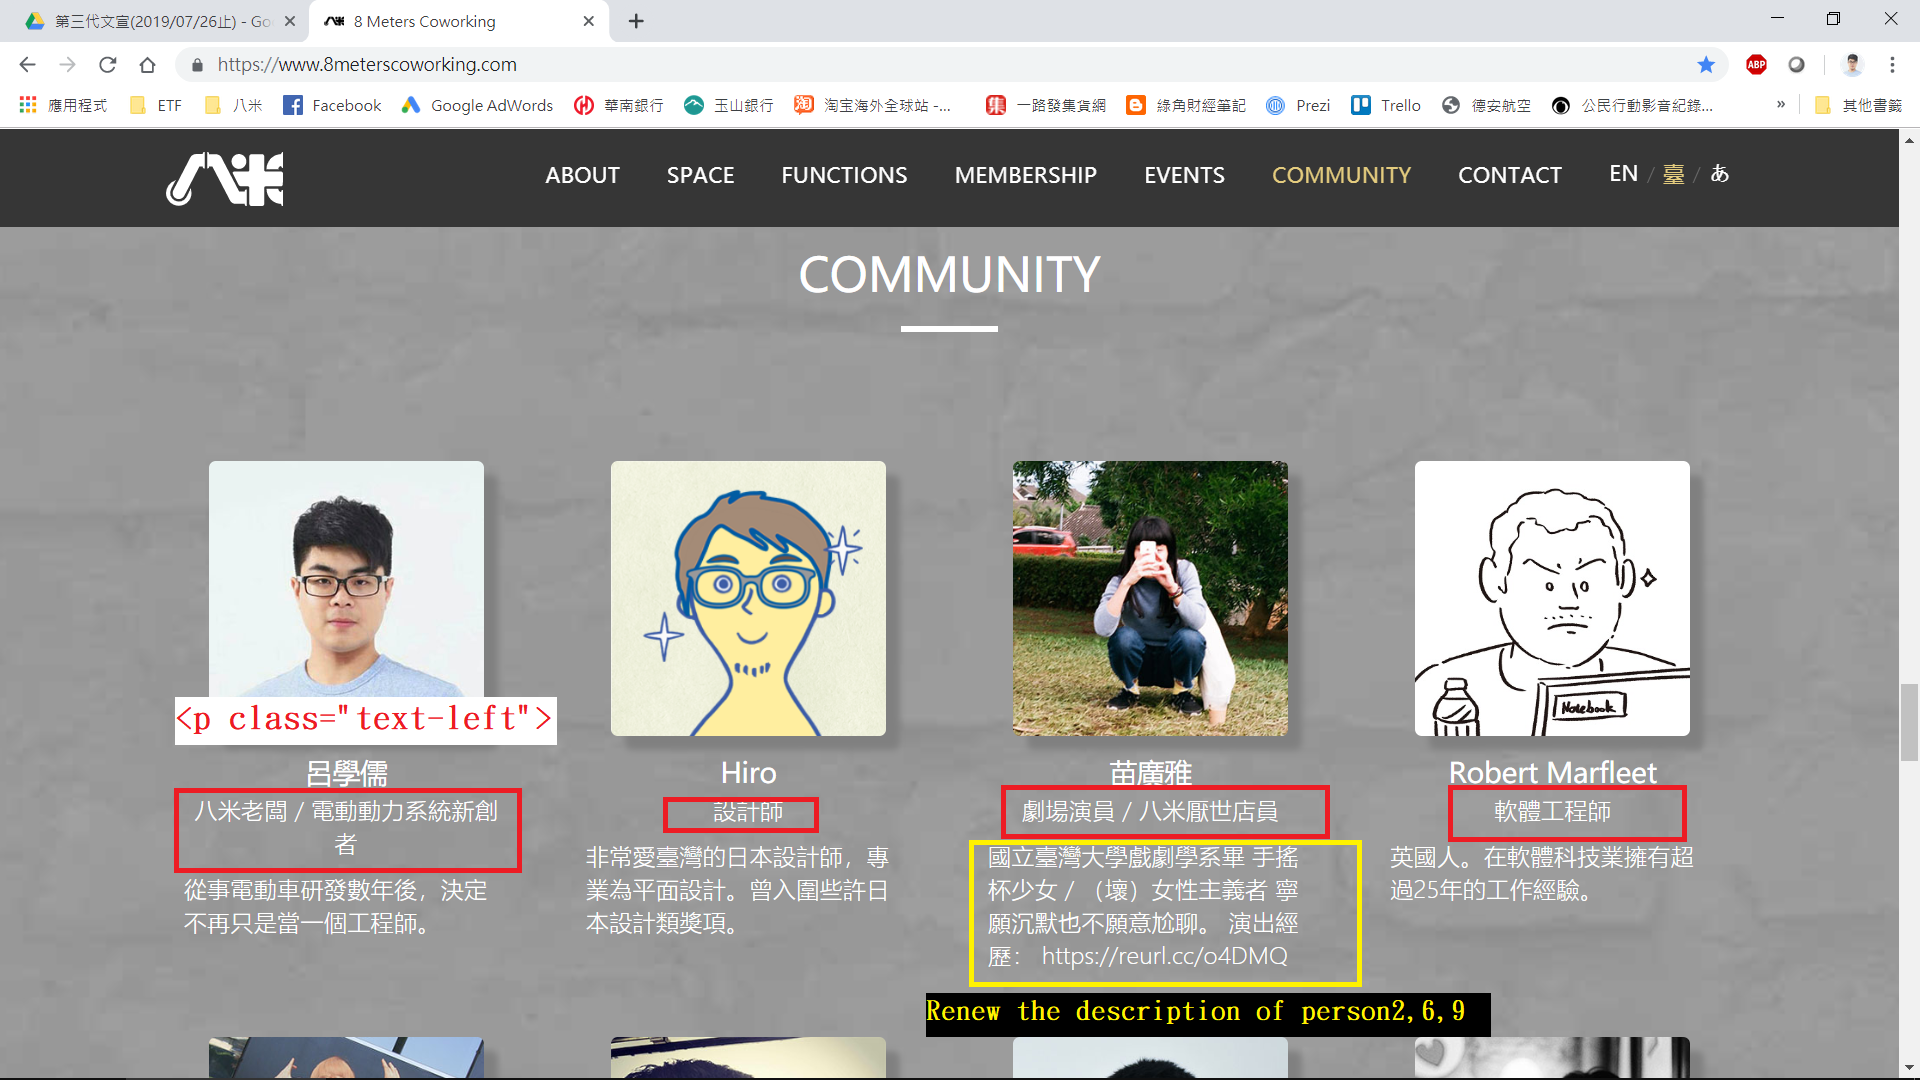 第三代文宣(2019/07/26止) - Go
8 Meters Coworking
https://www.8meterscoworking.com
ABP
應用程式
ETF
八米
Facebook
Google AdWords
華南銀行
玉山銀行
淘宝海外全球站 -...
一路發集貨網
綠角財經筆記
Prezi
Trello
德安航空
公民行動影音紀錄...
»
其他書籤
八米
ABOUT
SPACE
FUNCTIONS
MEMBERSHIP
EVENTS
COMMUNITY
CONTACT
EN / 臺 / あ
COMMUNITY
Notebook
<p class="text-left">
呂學儒
八米老闆 / 電動動力系統新創
者
從事電動車研發數年後，決定
不再只是當一個工程師。
Hiro
設計師
非常愛臺灣的日本設計師，專
業為平面設計。曾入圍些許日
本設計類獎項。
苗廣雅
劇場演員 / 八米厭世店員
國立臺灣大學戲劇學系畢 手搖
杯少女 / （壞）女性主義者 寧
願沉默也不願意尬聊。 演出經
歷： https://reurl.cc/o4DMQ
Robert Marfleet
軟體工程師
英國人。在軟體科技業擁有超
過25年的工作經驗。
Renew the description of person2,6,9